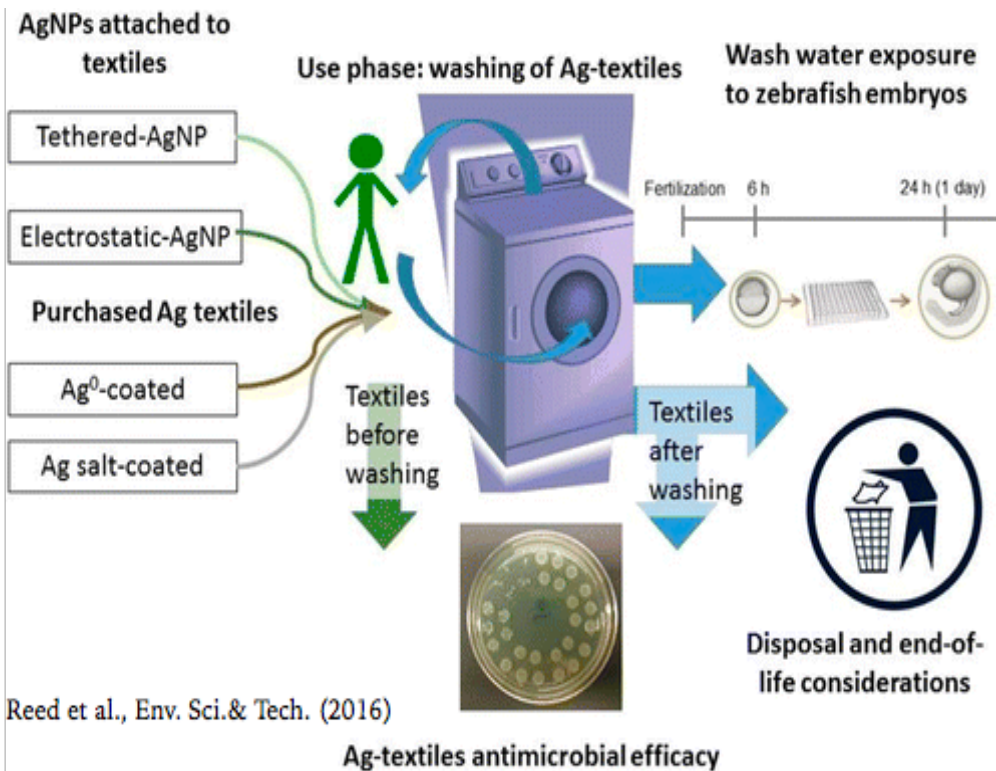 AgNPs attached to
textiles
Tethered-AgNP
Electrostatic-AgNP
Purchased Ag textiles
Ag⁰-coated
Ag salt-coated
Use phase: washing of Ag-textiles
Textiles
before
washing
Textiles
after
washing
Wash water exposure
to zebrafish embryos
Fertilization
6 h
24 h (1 day)
Disposal and end-of-
life considerations
Reed et al., Env. Sci.& Tech. (2016)
Ag-textiles antimicrobial efficacy